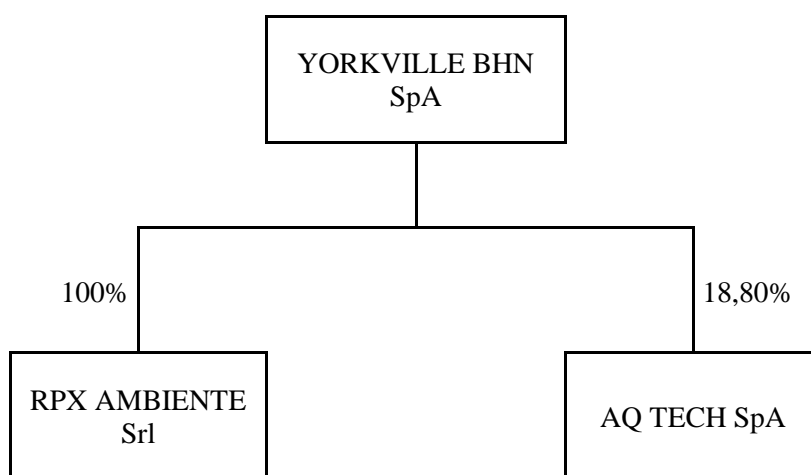 YORKVILLE BHN
SpA
100%
18,80%
RPX AMBIENTE
Srl
AQ TECH SpA